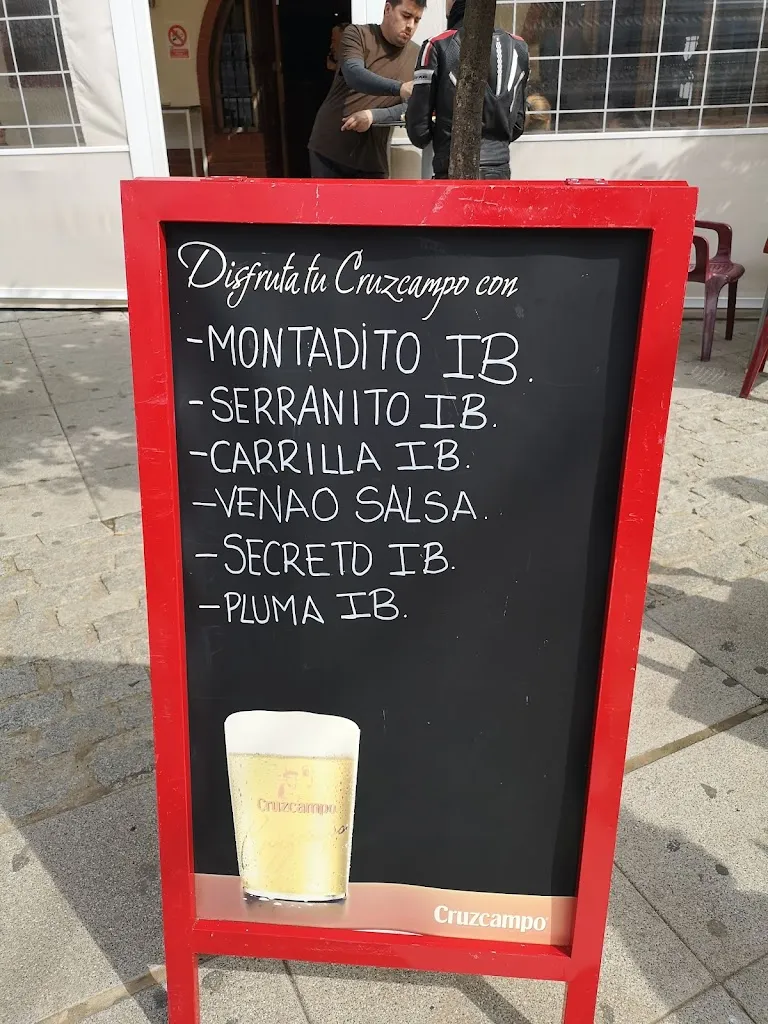 Disfruta tu Cruzcampo con
-MONTADITO IB.
-SERRANITO IB.
-CARRILLA IB.
-VENAO SALSA.
-SECRETO IB.
-PLUMA IB.
Cruzcampo
Cruzcampo